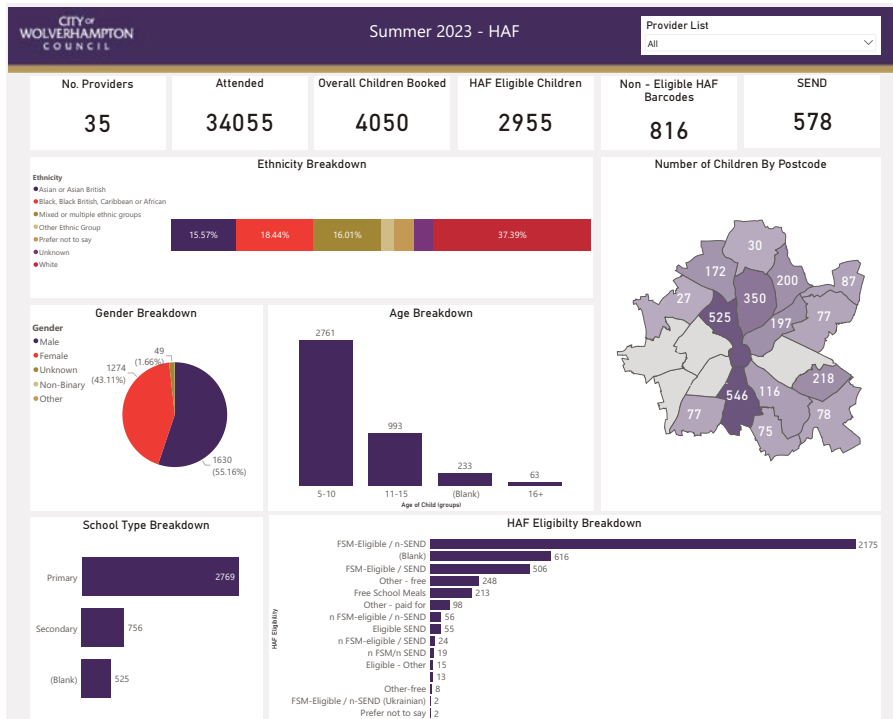 CITY OF
WOLVERHAMPTON
COUNCIL
Summer 2023 - HAF
Provider List
All
No. Providers
35
Attended
34055
Overall Children Booked
4050
HAF Eligible Children
2955
Non - Eligible HAF
Barcodes
816
SEND
578
Ethnicity Breakdown
Ethnicity
Asian or Asian British
Black, Black British, Caribbean or African
Mixed or multiple ethnic groups
Other Ethnic Group
Prefer not to say
Unknown
White
15.57%
18.44%
16.01%
37.39%
Number of Children By Postcode
30
172
200
87
27
350
525
77
197
218
546
116
77
78
75
Gender Breakdown
Gender
Male
Female
Unknown
Non-Binary
Other
49
(1.66%)
1274
(43.11%)
1630
(55.16%)
Age Breakdown
2761
993
233
63
5-10
11-15
(Blank)
16+
Age of Child (groups)
School Type Breakdown
Primary
2769
Secondary
756
(Blank)
525
HAF Eligibilty Breakdown
HAF Eligibility
FSM-Eligible / n-SEND 2175
(Blank) 616
FSM-Eligible / SEND 506
Other - free 248
Free School Meals 213
Other - paid for 98
n FSM-eligible / n-SEND 56
Eligible SEND 55
n FSM-eligible / SEND 24
n FSM/n SEND 19
Eligible - Other 15
13
Other-free 8
FSM-Eligible / n-SEND (Ukrainian) 2
Prefer not to say 2